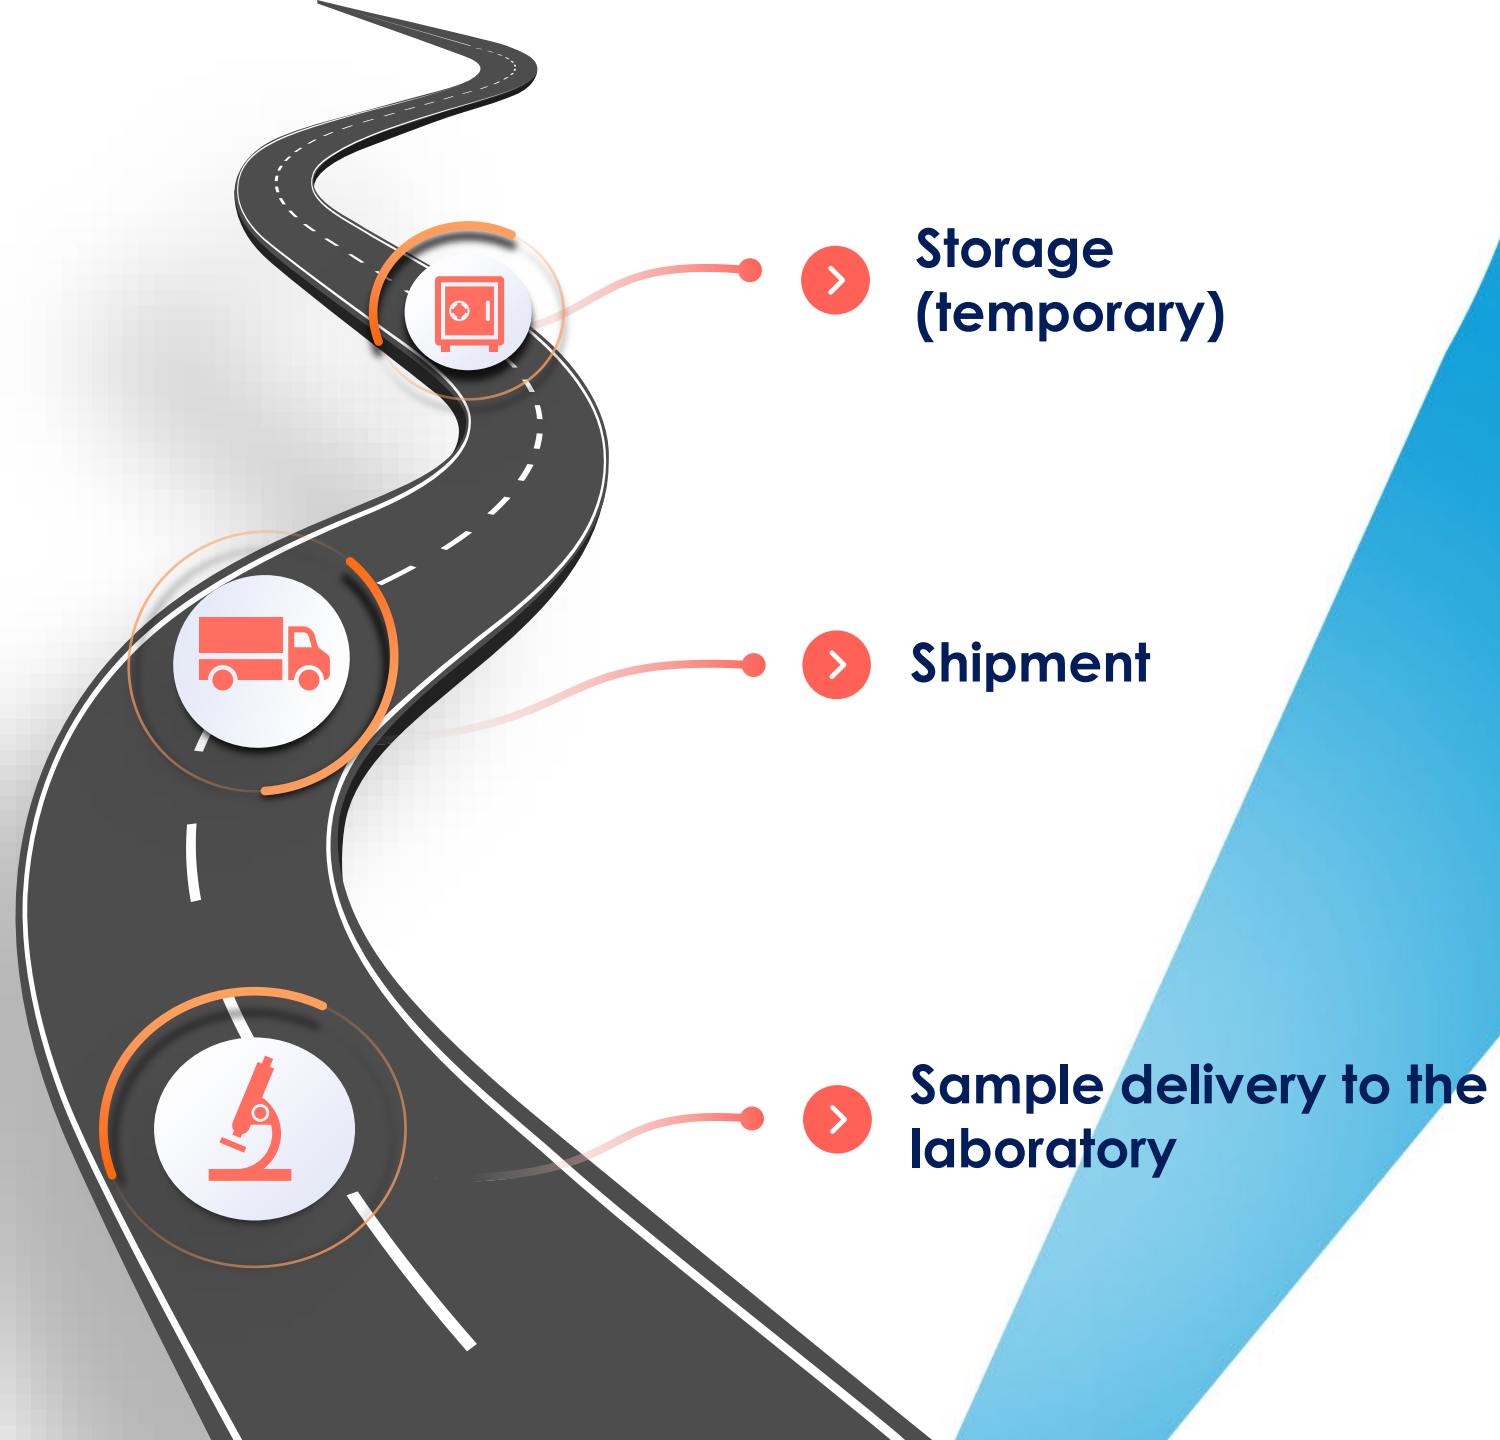 Storage
(temporary)
Shipment
Sample delivery to the
laboratory